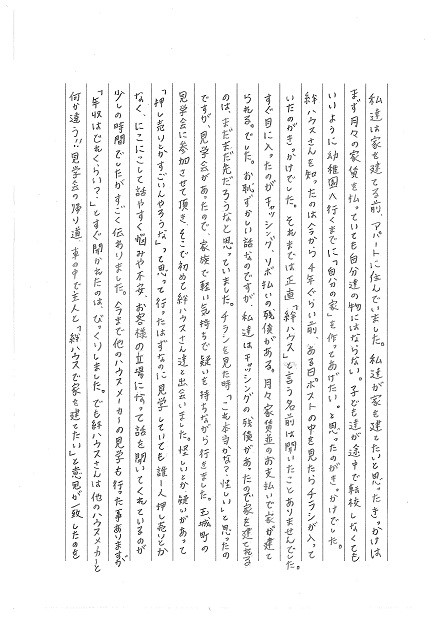 私達は家を建てる前、アパートに住んでいました。私達が家を建てたいと思ったきっかけは
まず月々の家賃を払っていても自分達の物にはならない。子ども達が途中で転校しなくても
いいように幼稚園へ行くまでに「自分の家」を作ってあげたい。と思ったのがきっかけでした。
絆ハウスさんを知ったのは今から4年ぐらい前、ある日ポストの中を見たらチラシが入って
いたのがきっかけでした。それまでは正直「絆ハウス」と言う名前は聞いたことありませんでした。
すぐ目に入ったのがキャッシング、リボ払いの残債がある。月々家賃並のお支払いで家が建て
られる。でした。お恥ずかしい話なのですが、私達はキャッシングの残債があったので家を建てれる
のは、まだまだ先だろうなと思っていました。チラシを見た時「これ本当かな?怪しい」と思ったの
ですが、見学会があったので、家族で軽い気持ちで疑いを持ちながら行きました。玉城町の
見学会に参加させて頂き、そこで初めて絆ハウスさん達と出会いました。怪しいとか疑いがあって
「押し売りとかすごいんやろうな」って思って行ったはずなのに見学していても誰一人押し売りとか
なく、にこにこして話やすく悩みや不安、お客様の立場になって話を聞いてくれているのが
少しの時間でしたがすごく伝わりました。今まで他のハウスメーカーの見学も行った事ありますが
「年収はどれくらい?」とすぐ聞かれたのは、びっくりしました。でも絆ハウスさんは他のハウスメーカーと
何か違う!!見学会の帰り道、車の中で主人と「絆ハウスで家を建てたい」と意見が一致したのを